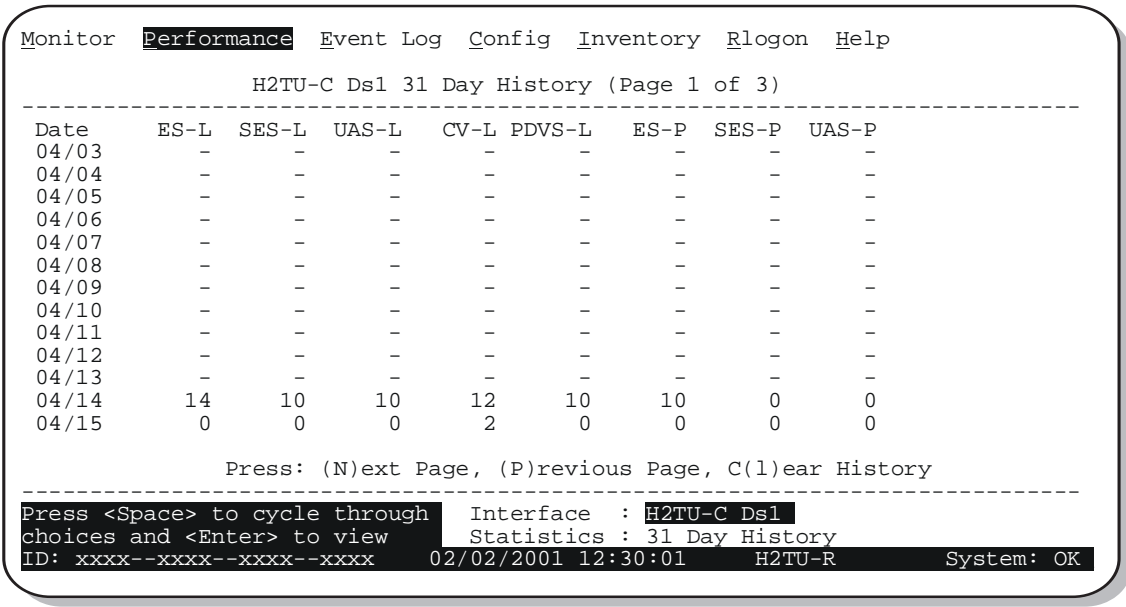 Monitor Performance Event Log Config Inventory Rlogon Help
H2TU-C Ds1 31 Day History (Page 1 of 3)
--------------------------------------------------------------------------------
Date ES-L SES-L UAS-L CV-L PDVS-L ES-P SES-P UAS-P
04/03 - - - - - - - -
04/04 - - - - - - - -
04/05 - - - - - - - -
04/06 - - - - - - - -
04/07 - - - - - - - -
04/08 - - - - - - - -
04/09 - - - - - - - -
04/10 - - - - - - - -
04/11 - - - - - - - -
04/12 - - - - - - - -
04/13 - - - - - - - -
04/14 14 10 10 12 10 10 0 0
04/15 0 0 0 2 0 0 0 0
Press: (N)ext Page, (P)revious Page, C(l)ear History
--------------------------------------------------------------------------------
Press <Space> to cycle through Interface : H2TU-C Ds1
choices and <Enter> to view Statistics : 31 Day History
ID: xxxx--xxxx--xxxx--xxxx 02/02/2001 12:30:01 H2TU-R System: OK